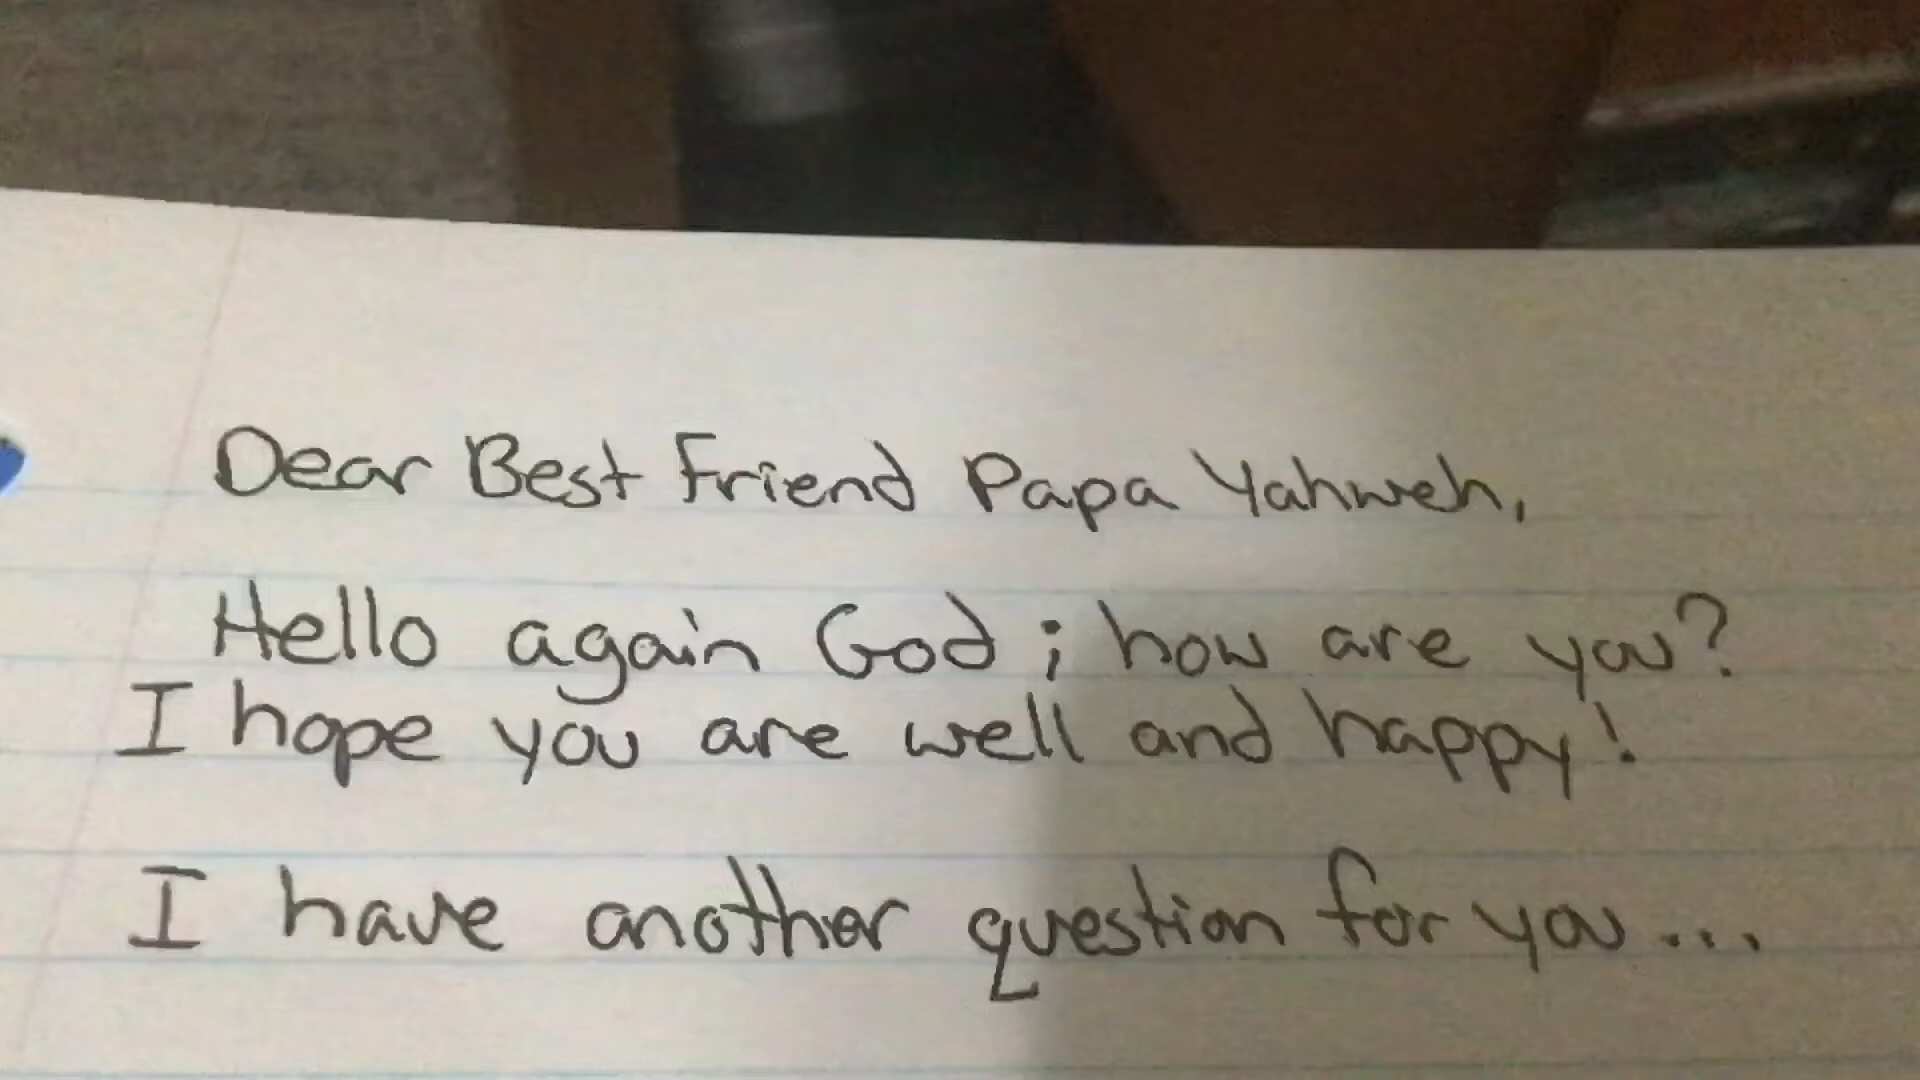 Dear Best Friend Papa Yahweh,
Hello again God; how are you?
I hope you are well and happy!
I have another question for you...